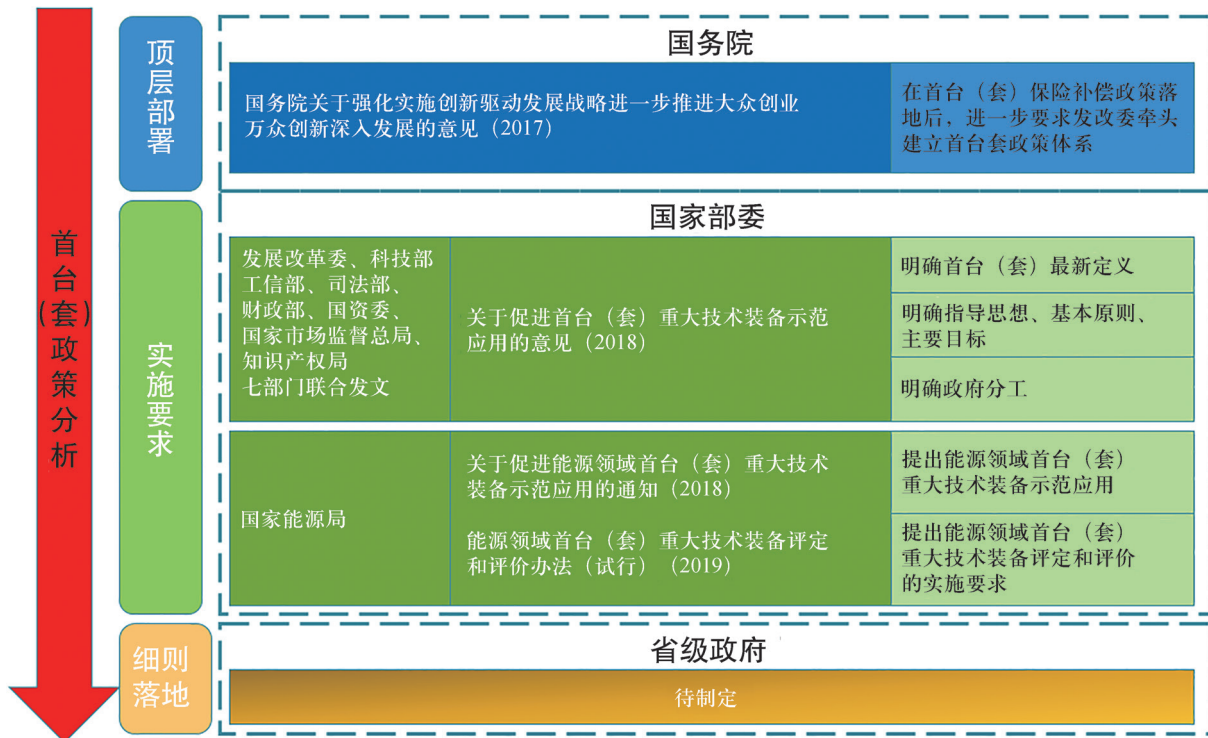 首台(套)政策分析
顶层部署
国务院
国务院关于强化实施创新驱动发展战略进一步推进大众创业
万众创新深入发展的意见（2017）
在首台（套）保险补偿政策落
地后，进一步要求发改委牵头
建立首台套政策体系
实施要求
国家部委
发展改革委、科技部
工信部、司法部、
财政部、国资委、
国家市场监督总局、
知识产权局
七部门联合发文
关于促进首台（套）重大技术装备示范
应用的意见（2018）
明确首台（套）最新定义
明确指导思想、基本原则、
主要目标
明确政府分工
国家能源局
关于促进能源领域首台（套）重大技术
装备示范应用的通知（2018）
能源领域首台（套）重大技术装备评定
和评价办法（试行）（2019）
提出能源领域首台（套）
重大技术装备示范应用
提出能源领域首台（套）
重大技术装备评定和评价
的实施要求
细则
落地
省级政府
待制定